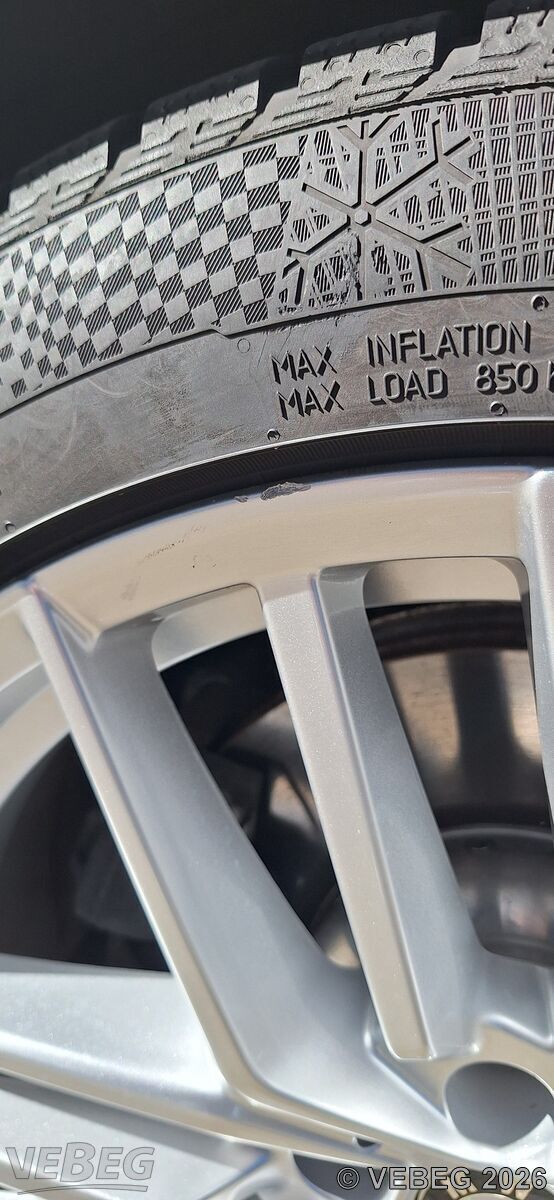 MAX INFLATION
MAX LOAD 850
VEBEG
© VEBEG 2026